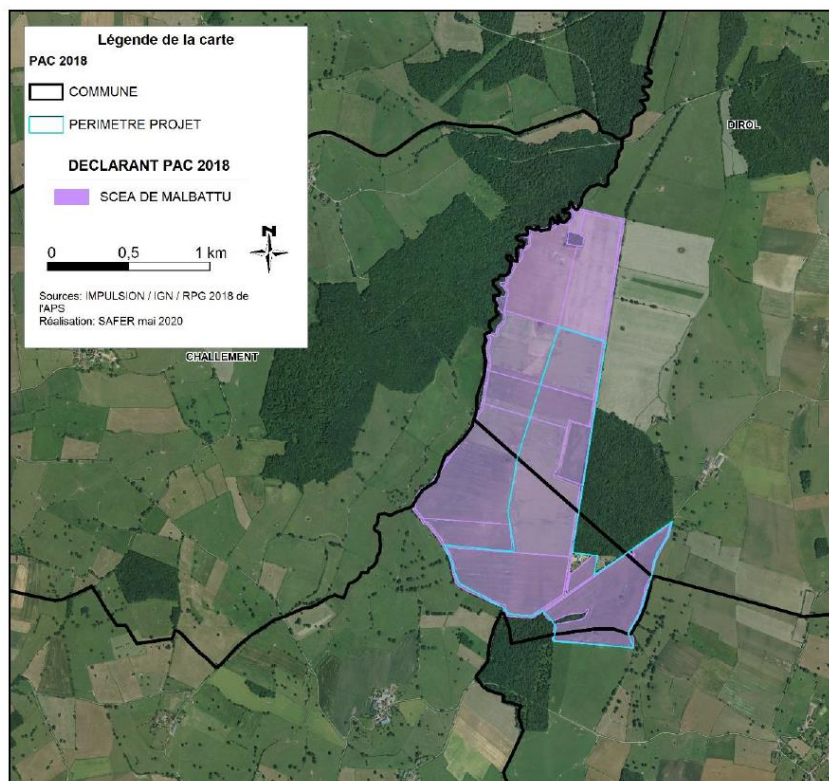 Légende de la carte
PAC 2018
COMMUNE
PERIMETRE PROJET
DECLARANT PAC 2018
SCEA DE MALBATTU
N
0 0,5 1 km
Sources: IMPULSION / IGN / RPG 2018 de
l'APS
Réalisation: SAFER mai 2020
CHALLEMENT
DIROL